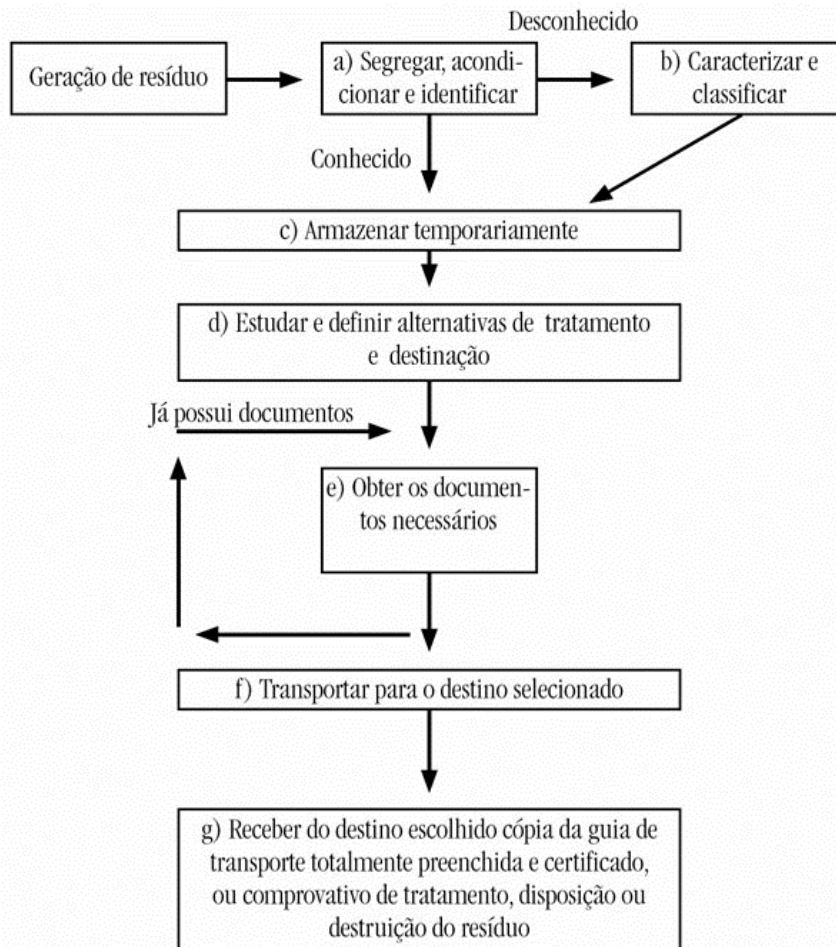 Desconhecido
Geração de resíduo
a) Segregar, acondi-
cionar e identificar
b) Caracterizar e
classificar
Conhecido
c) Armazenar temporariamente
d) Estudar e definir alternativas de tratamento
e destinação
Já possui documentos
e) Obter os documen-
tos necessários
f) Transportar para o destino selecionado
g) Receber do destino escolhido cópia da guia de
transporte totalmente preenchida e certificado,
ou comprovativo de tratamento, disposição ou
destruição do resíduo